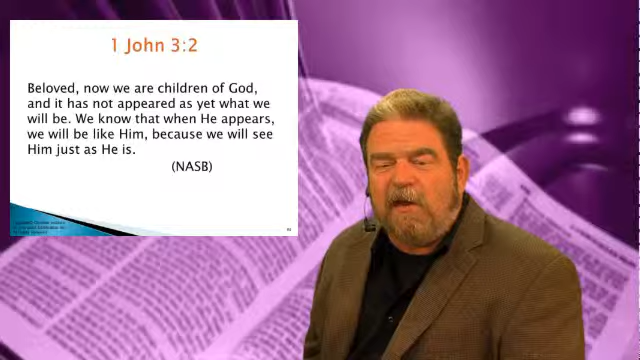 1 John 3:2
Beloved, now we are children of God,
and it has not appeared as yet what we
will be. We know that when He appears,
we will be like Him, because we will see
Him just as He is.
(NASB)